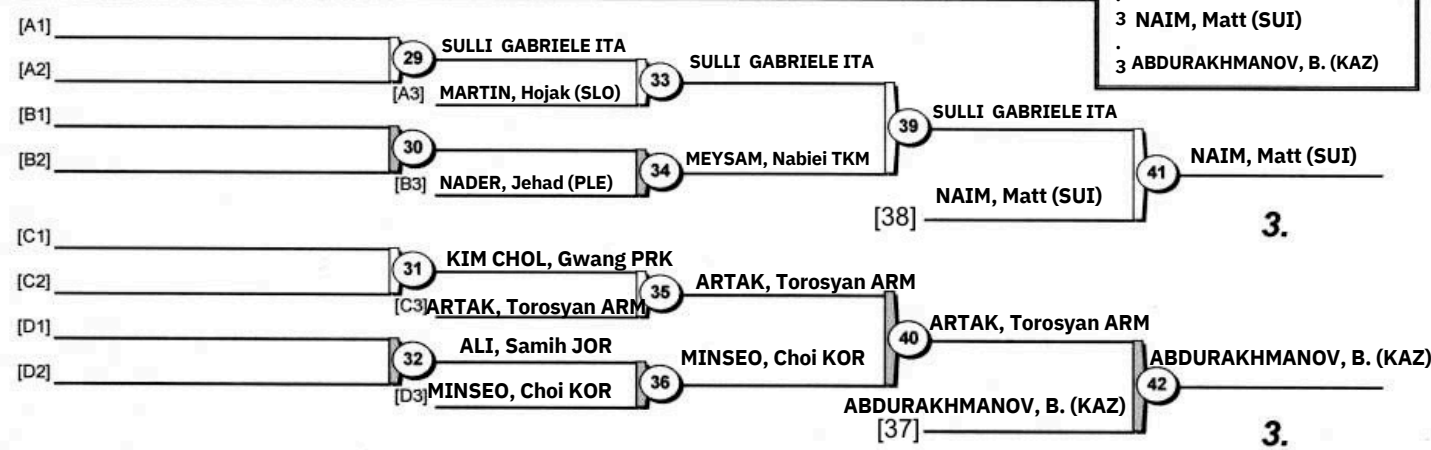 3 NAIM, Matt (SUI)
.
3 ABDURAKHMANOV, B. (KAZ)
[A1]
29
SULLI GABRIELE ITA
[A2]
[A3] MARTIN, Hojak (SLO)
33
SULLI GABRIELE ITA
[B1]
30
[B2]
[B3] NADER, Jehad (PLE)
34
MEYSAM, Nabiei TKM
39
SULLI GABRIELE ITA
[38] NAIM, Matt (SUI)
41
NAIM, Matt (SUI)
3.
[C1]
31
KIM CHOL, Gwang PRK
[C2]
[C3] ARTAK, Torosyan ARM
35
ARTAK, Torosyan ARM
[D1]
32
ALI, Samih JOR
[D2]
[D3] MINSEO, Choi KOR
36
MINSEO, Choi KOR
40
ARTAK, Torosyan ARM
[37] ABDURAKHMANOV, B. (KAZ)
42
ABDURAKHMANOV, B. (KAZ)
3.